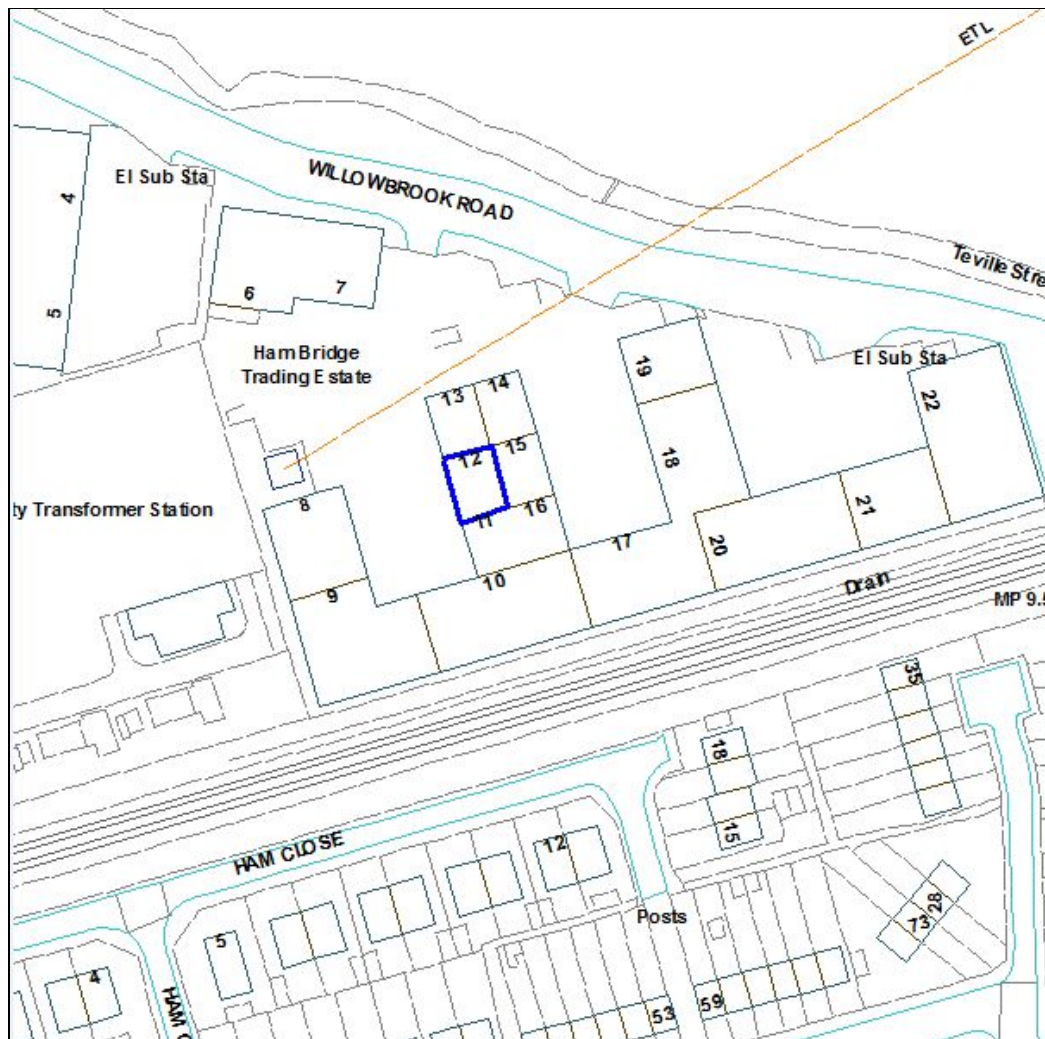 ETL
El Sub Sta
4
WILLOWBROOK ROAD
Teville Stre
6
7
5
Ham Bridge
Trading Estate
El Sub Sta
13
14
19
22
12
15
18
ty Transformer Station
8
11
16
21
17
20
10
9
Drain
MP 9.5
35
18
15
HAM CLOSE
12
28
73
Posts
5
4
HAM C
53
59